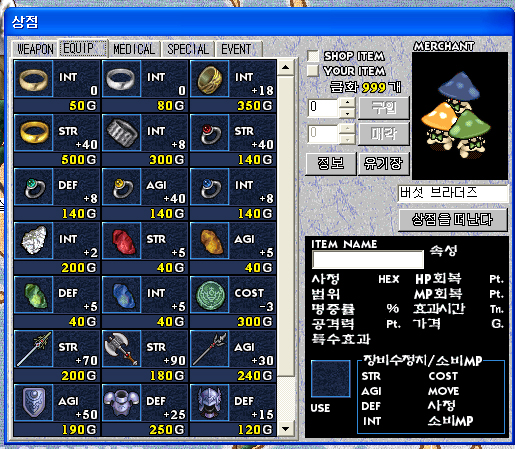 상점
WEAPON EQUIP. MEDICAL SPECIAL EVENT
INT 0 50G
INT 0 80G
INT +18 350G
STR +40 500G
INT +8 300G
STR +40 140G
DEF +8 140G
AGI +40 140G
INT +8 140G
INT +2 200G
STR +5 40G
AGI +5 40G
DEF +5 40G
INT +5 40G
COST -3 300G
STR +70 200G
STR +90 180G
AGI +30 240G
AGI +50 190G
DEF +25 250G
DEF +15 120G
SHOP ITEM
YOUR ITEM
금화 999개
0 구입
0 매각
정보 유기장
MERCHANT
버섯 브라더즈
상점을 떠난다
ITEM NAME 속성
사정 HEX HP회복 Pt.
범위 MP회복 Pt.
명중률 % 효과시간 Tn.
공격력 Pt. 가격 G.
특수효과
USE
장비수정치/소비MP
STR COST
AGI MOVE
DEF 사정
INT 소비MP